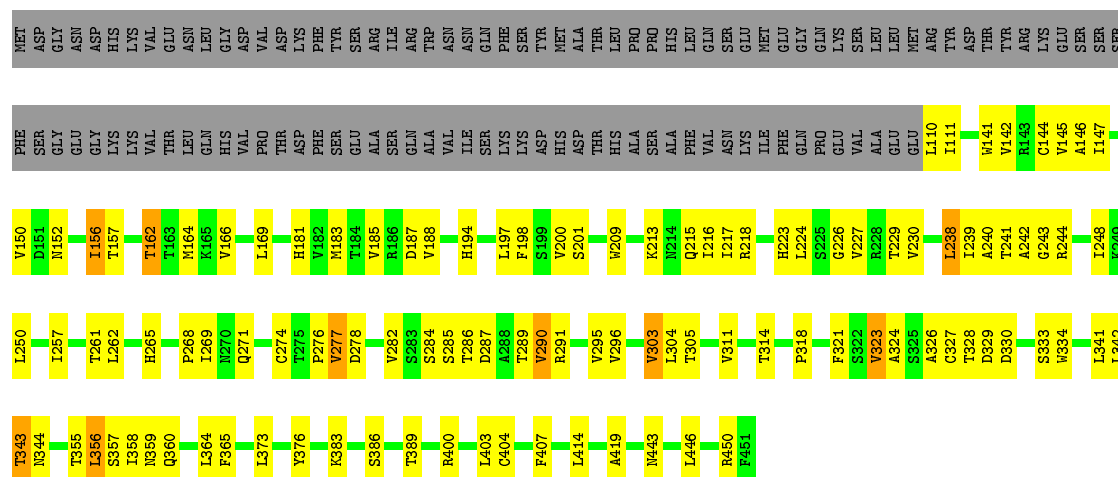 MET ASP GLY ASN ASP HIS LYS VAL GLU ASN LEU GLY ASP VAL ASP LYS PHE TYR SER ARG ILE ARG TRP ASN ASN GLN PHE SER TYR MET ALA THR LEU PRO PRO HIS LEU GLN SER GLU MET GLU GLY GLN LYS SER LEU LEU MET ARG TYR ASP THR TYR ARG LYS GLU SER SER SER
PHE SER GLY GLU GLY LYS LYS VAL THR LEU GLN HIS VAL PRO THR ASP PHE SER GLU ALA SER GLN ALA VAL ILE SER LYS LYS ASP HIS ASP THR HIS ALA SER ALA PHE VAL ASN LYS ILE PHE GLN PRO GLU VAL ALA GLU GLU L110 I111 W141 V142 R143 C144 V145 A146 I147
V150 D151 N152 I156 T157 T162 T163 M164 K165 V166 L169 H181 V182 M183 T184 V185 R186 D187 V188 H194 L197 F198 S199 V200 S201 W209 K213 N214 Q215 I216 I217 R218 H223 L224 S225 G226 V227 R228 T229 V230 L238 I239 A240 T241 A242 G243 R244 I248 K249
L250 I257 T261 L262 H265 P268 I269 N270 Q271 C274 T275 P276 V277 D278 V282 S283 S284 S285 T286 D287 A288 T289 V290 R291 V295 V296 V303 L304 T305 V311 T314 P318 F321 S322 V323 A324 S325 A326 G327 T328 D329 D330 S333 W334 L341 L342
T343 N344 T355 L356 S357 I358 N359 Q360 L364 F365 L373 Y376 K383 S386 T389 R400 L403 C404 F407 L414 A419 N443 L446 R450 F451